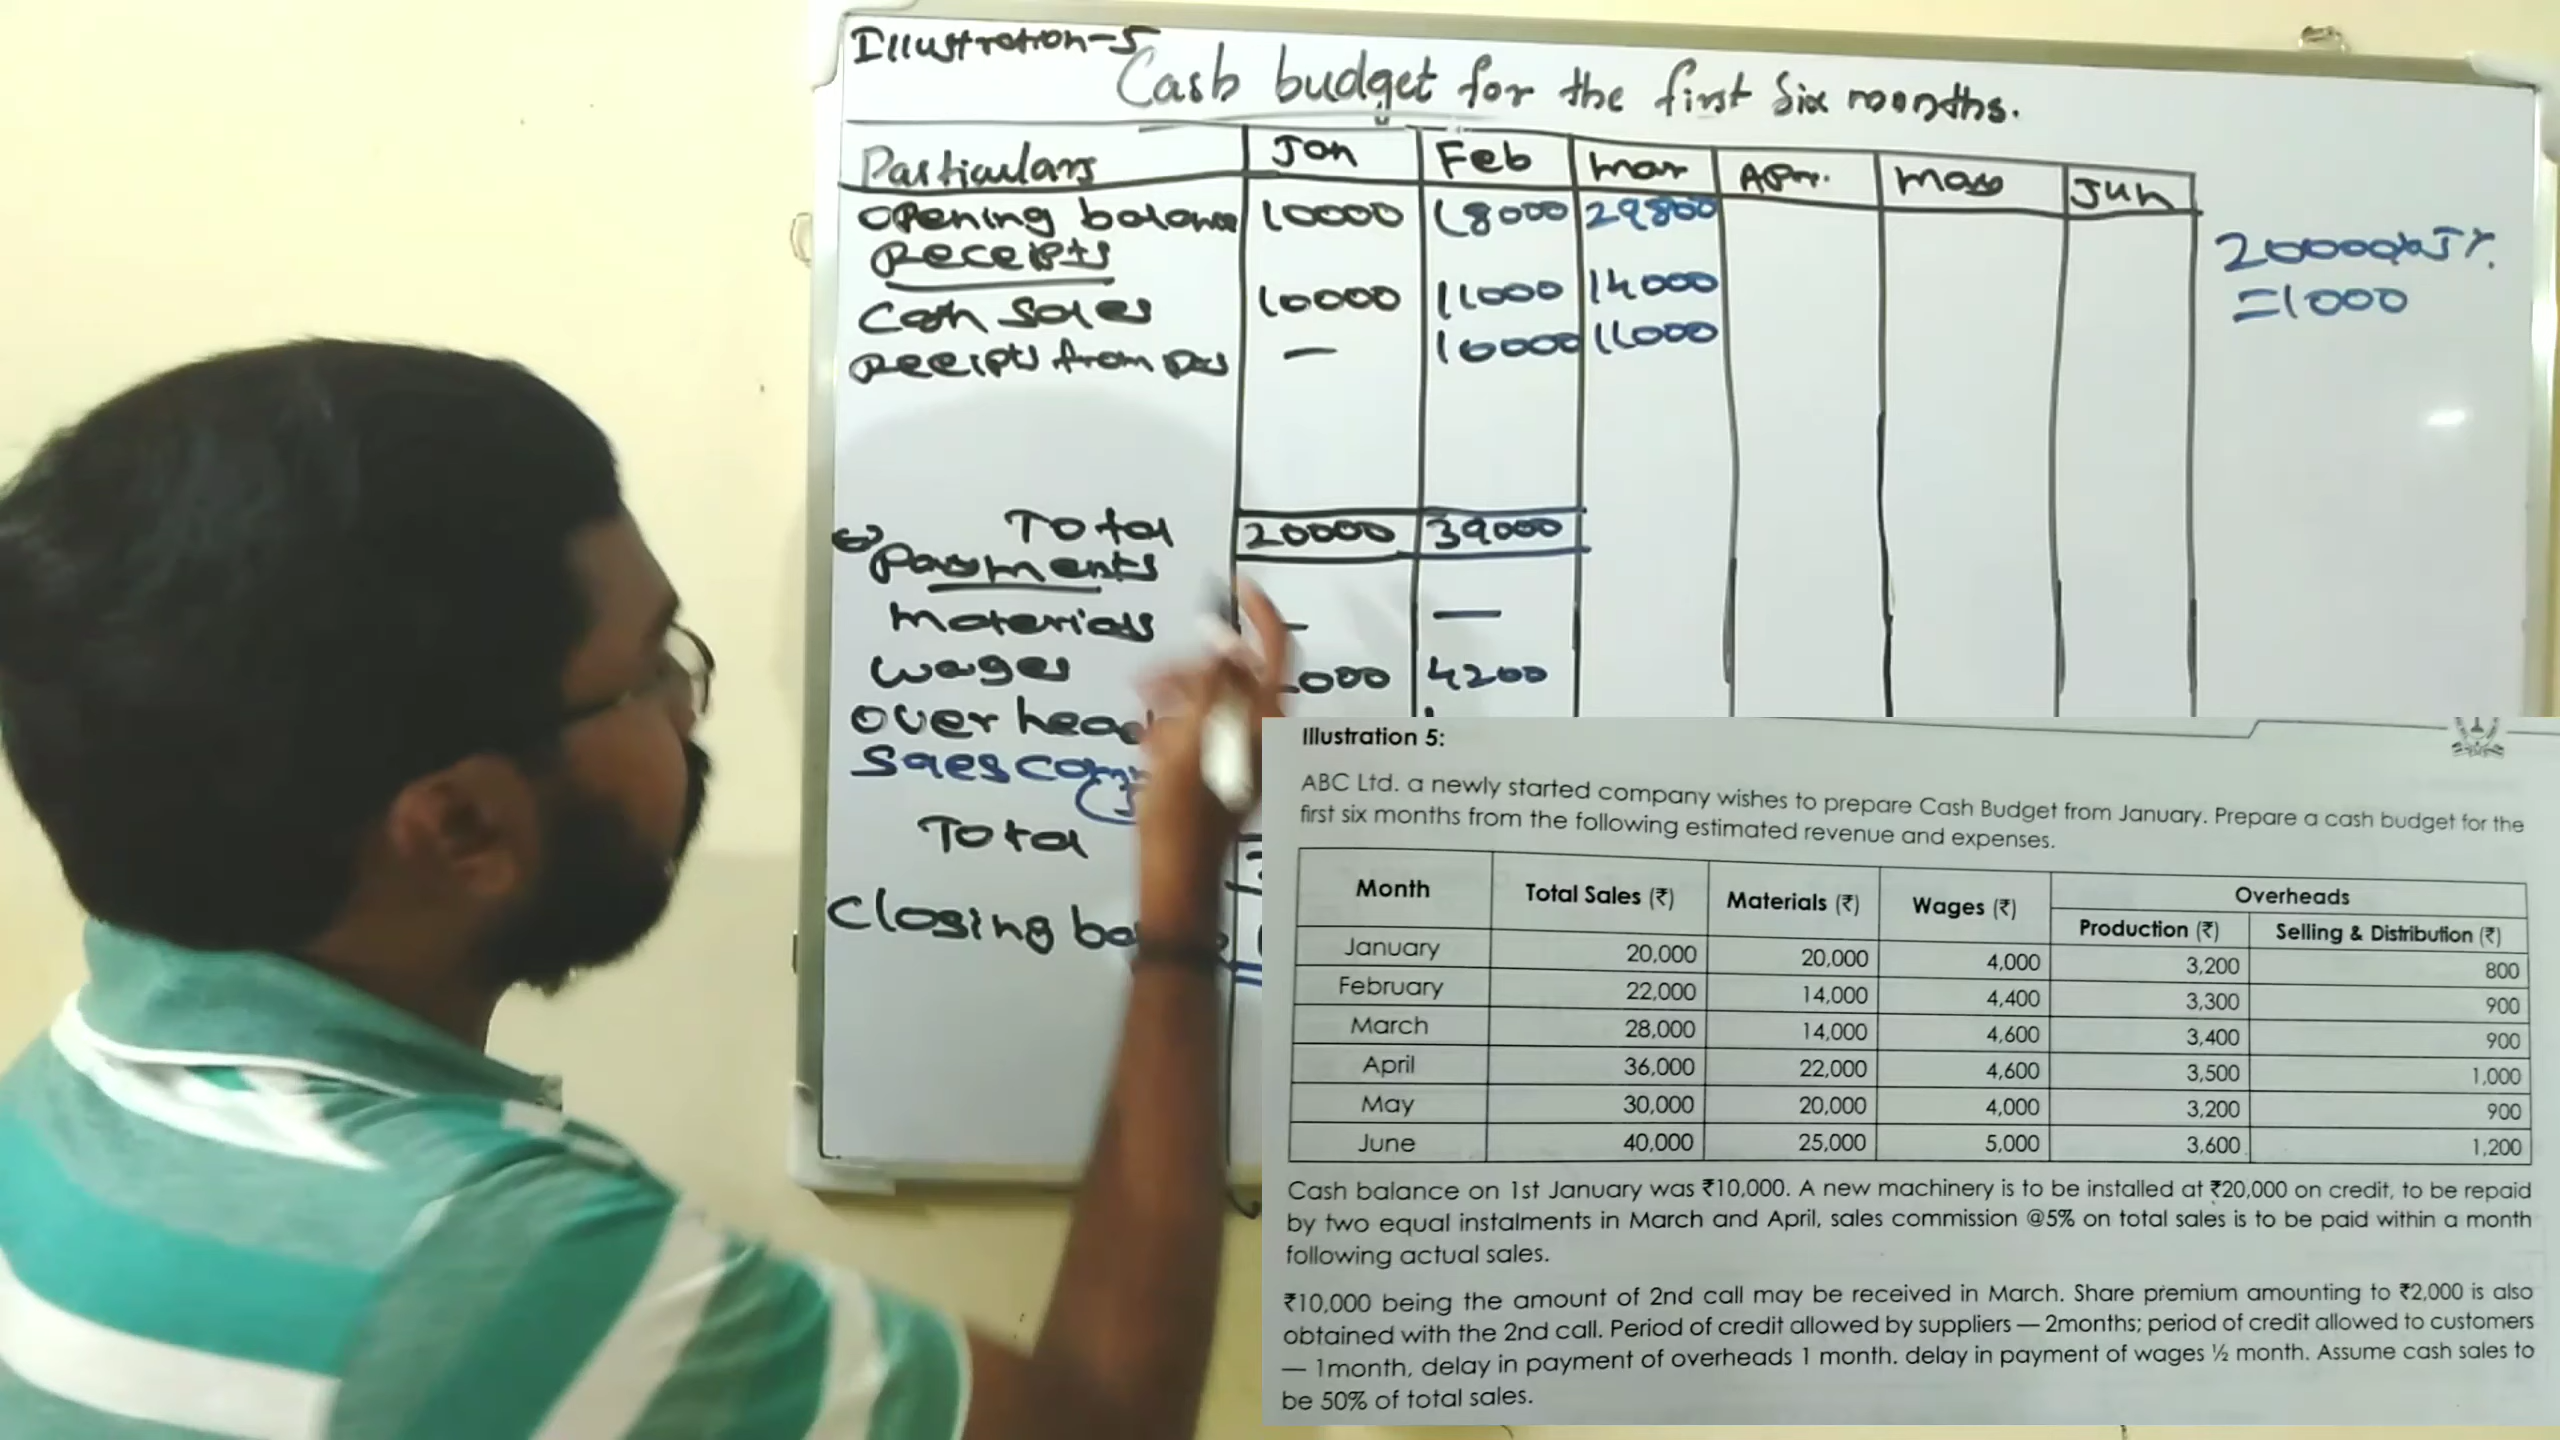 Illustration-5
Cash budget for the first six months.
Particulars Jan Feb Mar Apr. May Jun
Opening balance 10000 18000 29800
Receipts
Cash Sales 10000 11000 14000
Receipts from Drs — 10000 11000
20000x5%
=1000
Total 20000 39000
Payments
Materials — —
Wages 4200
Over
Sales
Total
Closing
Illustration 5:
ABC Ltd. a newly started company wishes to prepare Cash Budget from January. Prepare a cash budget for the
first six months from the following estimated revenue and expenses.
Month Total Sales (₹) Materials (₹) Wages (₹) Overheads
Production (₹) Selling & Distribution (₹)
January 20,000 20,000 4,000 3,200 800
February 22,000 14,000 4,400 3,300 900
March 28,000 14,000 4,600 3,400 900
April 36,000 22,000 4,600 3,500 1,000
May 30,000 20,000 4,000 3,200 900
June 40,000 25,000 5,000 3,600 1,200
Cash balance on 1st January was ₹10,000. A new machinery is to be installed at ₹20,000 on credit, to be repaid
by two equal instalments in March and April, sales commission @5% on total sales is to be paid within a month
following actual sales.
₹10,000 being the amount of 2nd call may be received in March. Share premium amounting to ₹2,000 is also
obtained with the 2nd call. Period of credit allowed by suppliers — 2months; period of credit allowed to customers
— 1month, delay in payment of overheads 1 month. delay in payment of wages ½ month. Assume cash sales to
be 50% of total sales.